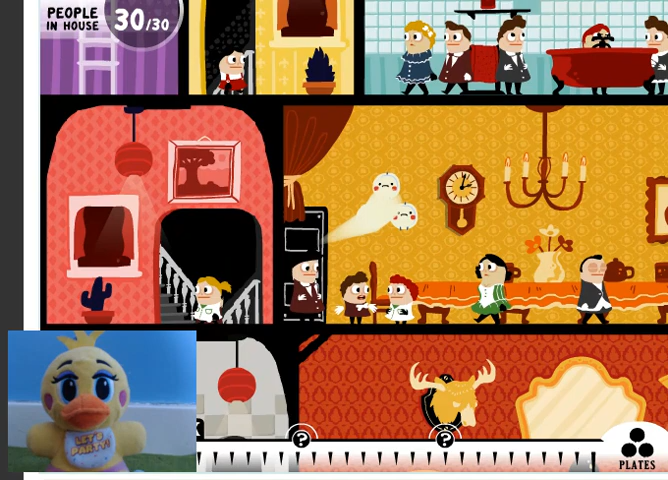 PEOPLE
IN HOUSE
30/30
LET'S
PARTY!
?
?
PLATES